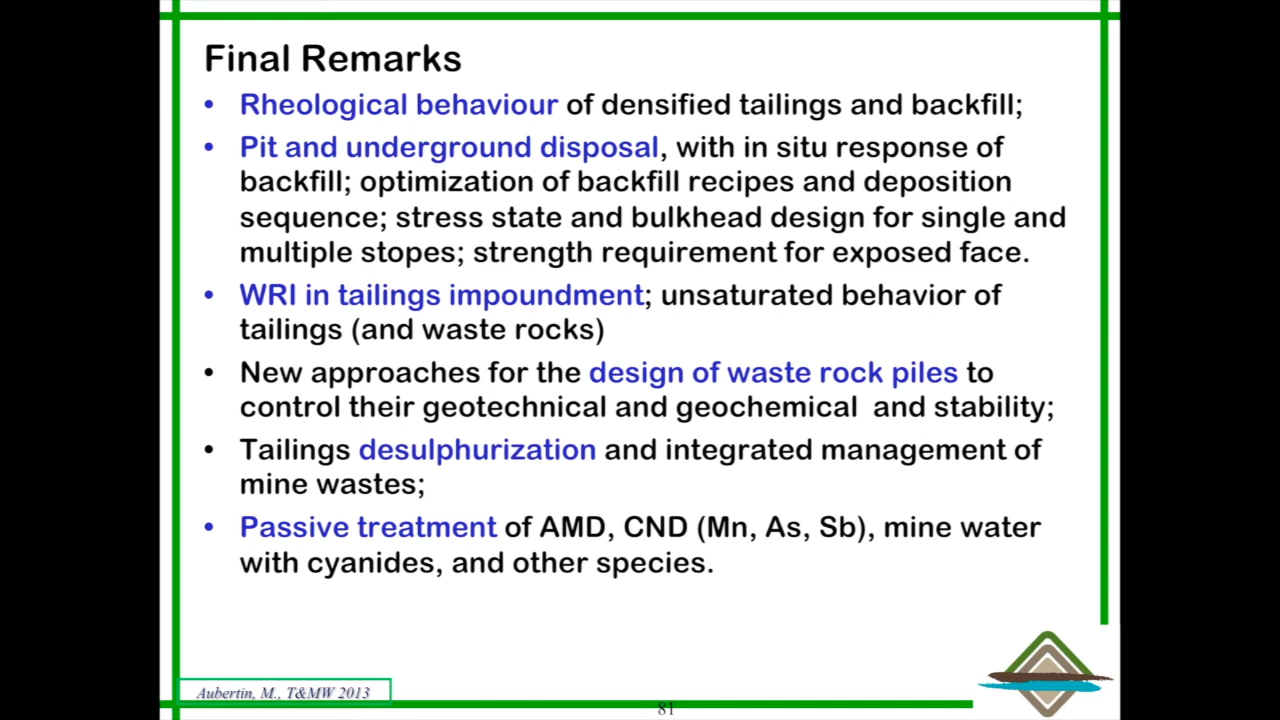 Final Remarks
• Rheological behaviour of densified tailings and backfill;
• Pit and underground disposal, with in situ response of
backfill; optimization of backfill recipes and deposition
sequence; stress state and bulkhead design for single and
multiple stopes; strength requirement for exposed face.
• WRI in tailings impoundment; unsaturated behavior of
tailings (and waste rocks)
• New approaches for the design of waste rock piles to
control their geotechnical and geochemical  and stability;
• Tailings desulphurization and integrated management of
mine wastes;
• Passive treatment of AMD, CND (Mn, As, Sb), mine water
with cyanides, and other species.
Aubertin, M., T&MW 2013
81